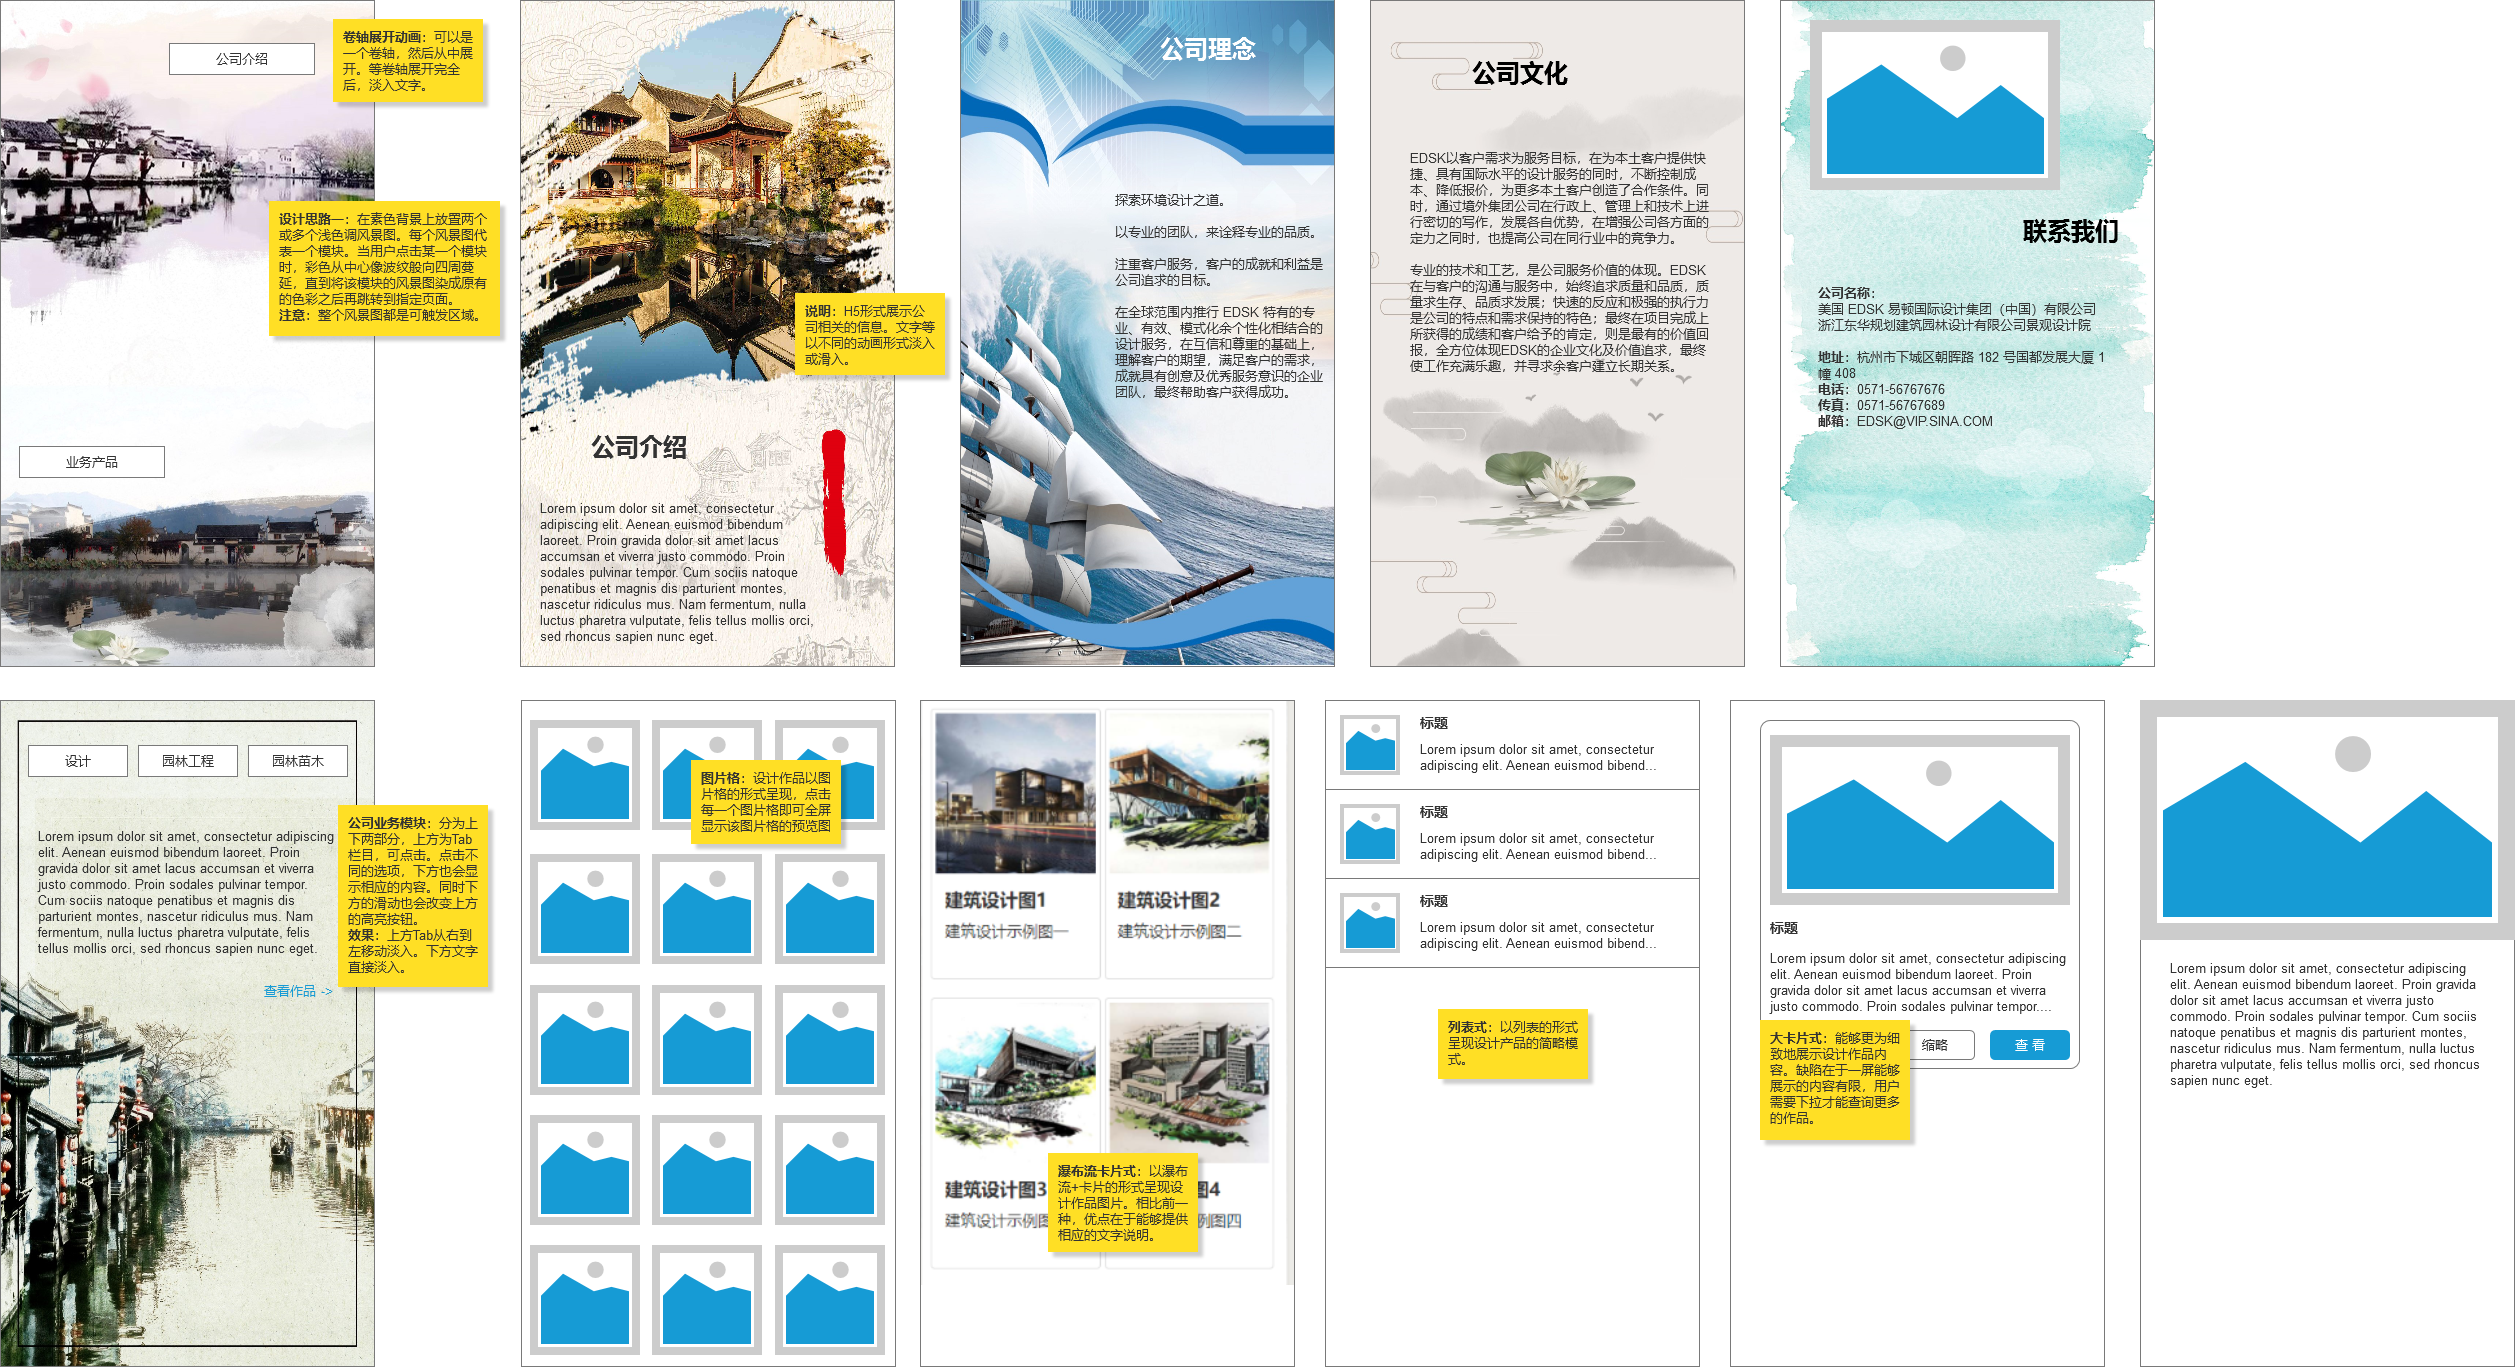 公司介绍
卷轴展开动画：可以是
一个卷轴，然后从中展
开。等卷轴展开完全
后，淡入文字。
设计思路一：在素色背景上放置两个
或多个浅色调风景图。每个风景图代
表一个模块。当用户点击某一个模块
时，彩色从中心像波纹般向四周蔓
延，直到将该模块的风景图染成原有
的色彩之后再跳转到指定页面。
注意：整个风景图都是可触发区域。
业务产品
说明：H5形式展示公
司相关的信息。文字等
以不同的动画形式淡入
或滑入。
公司介绍
Lorem ipsum dolor sit amet, consectetur
adipiscing elit. Aenean euismod bibendum
laoreet. Proin gravida dolor sit amet lacus
accumsan et viverra justo commodo. Proin
sodales pulvinar tempor. Cum sociis natoque
penatibus et magnis dis parturient montes,
nascetur ridiculus mus. Nam fermentum, nulla
luctus pharetra vulputate, felis tellus mollis orci,
sed rhoncus sapien nunc eget.
公司理念
探索环境设计之道。
以专业的团队，来诠释专业的品质。
注重客户服务，客户的成就和利益是
公司追求的目标。
在全球范围内推行 EDSK 特有的专
业、有效、模式化余个性化相结合的
设计服务，在互信和尊重的基础上，
理解客户的期望，满足客户的需求，
成就具有创意及优秀服务意识的企业
团队，最终帮助客户获得成功。
公司文化
EDSK以客户需求为服务目标，在为本土客户提供快
捷、具有国际水平的设计服务的同时，不断控制成
本、降低报价，为更多本土客户创造了合作条件。同
时，通过境外集团公司在行政上、管理上和技术上进
行密切的写作，发展各自优势，在增强公司各方面的
定力之同时，也提高公司在同行业中的竞争力。
专业的技术和工艺，是公司服务价值的体现。EDSK
在与客户的沟通与服务中，始终追求质量和品质，质
量求生存、品质求发展；快速的反应和极强的执行力
是公司的特点和需求保持的特色；最终在项目完成上
所获得的成绩和客户给予的肯定，则是最有的价值回
报，全方位体现EDSK的企业文化及价值追求，最终
使工作充满乐趣，并寻求余客户建立长期关系。
联系我们
公司名称：
美国 EDSK 易顿国际设计集团（中国）有限公司
浙江东华规划建筑园林设计有限公司景观设计院
地址：杭州市下城区朝晖路 182 号国都发展大厦 1
幢 408
电话：0571-56767676
传真：0571-56767689
邮箱：EDSK@VIP.SINA.COM
设计
园林工程
园林苗木
Lorem ipsum dolor sit amet, consectetur adipiscing
elit. Aenean euismod bibendum laoreet. Proin
gravida dolor sit amet lacus accumsan et viverra
justo commodo. Proin sodales pulvinar tempor.
Cum sociis natoque penatibus et magnis dis
parturient montes, nascetur ridiculus mus. Nam
fermentum, nulla luctus pharetra vulputate, felis
tellus mollis orci, sed rhoncus sapien nunc eget.
查看作品 ->
公司业务模块：分为上
下两部分，上方为Tab
栏目，可点击。点击不
同的选项，下方也会显
示相应的内容。同时下
方的滑动也会改变上方
的高亮按钮。
效果：上方Tab从右到
左移动淡入。下方文字
直接淡入。
图片格：设计作品以图
片格的形式呈现，点击
每一个图片格即可全屏
显示该图片格的预览图
建筑设计图1
建筑设计示例图一
建筑设计图2
建筑设计示例图二
建筑设计图3
建筑设计示例图
图4
例图四
瀑布流卡片式：以瀑布
流+卡片的形式呈现设
计作品图片。相比前一
种，优点在于能够提供
相应的文字说明。
标题
Lorem ipsum dolor sit amet, consectetur
adipiscing elit. Aenean euismod bibend...
标题
Lorem ipsum dolor sit amet, consectetur
adipiscing elit. Aenean euismod bibend...
标题
Lorem ipsum dolor sit amet, consectetur
adipiscing elit. Aenean euismod bibend...
列表式：以列表的形式
呈现设计产品的简略模
式。
标题
Lorem ipsum dolor sit amet, consectetur adipiscing
elit. Aenean euismod bibendum laoreet. Proin
gravida dolor sit amet lacus accumsan et viverra
justo commodo. Proin sodales pulvinar tempor....
缩略
查 看
大卡片式：能够更为细
致地展示设计作品内
容。缺陷在于一屏能够
展示的内容有限，用户
需要下拉才能查询更多
的作品。
Lorem ipsum dolor sit amet, consectetur adipiscing
elit. Aenean euismod bibendum laoreet. Proin gravida
dolor sit amet lacus accumsan et viverra justo
commodo. Proin sodales pulvinar tempor. Cum sociis
natoque penatibus et magnis dis parturient montes,
nascetur ridiculus mus. Nam fermentum, nulla luctus
pharetra vulputate, felis tellus mollis orci, sed rhoncus
sapien nunc eget.